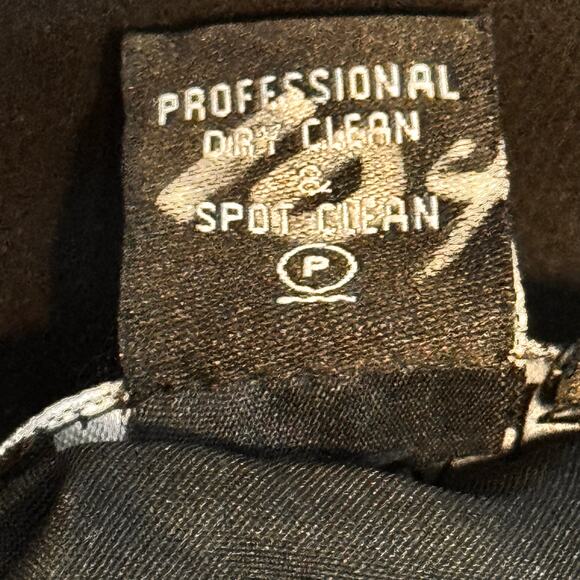 PROFESSIONAL
DRY CLEAN
&
SPOT CLEAN
P